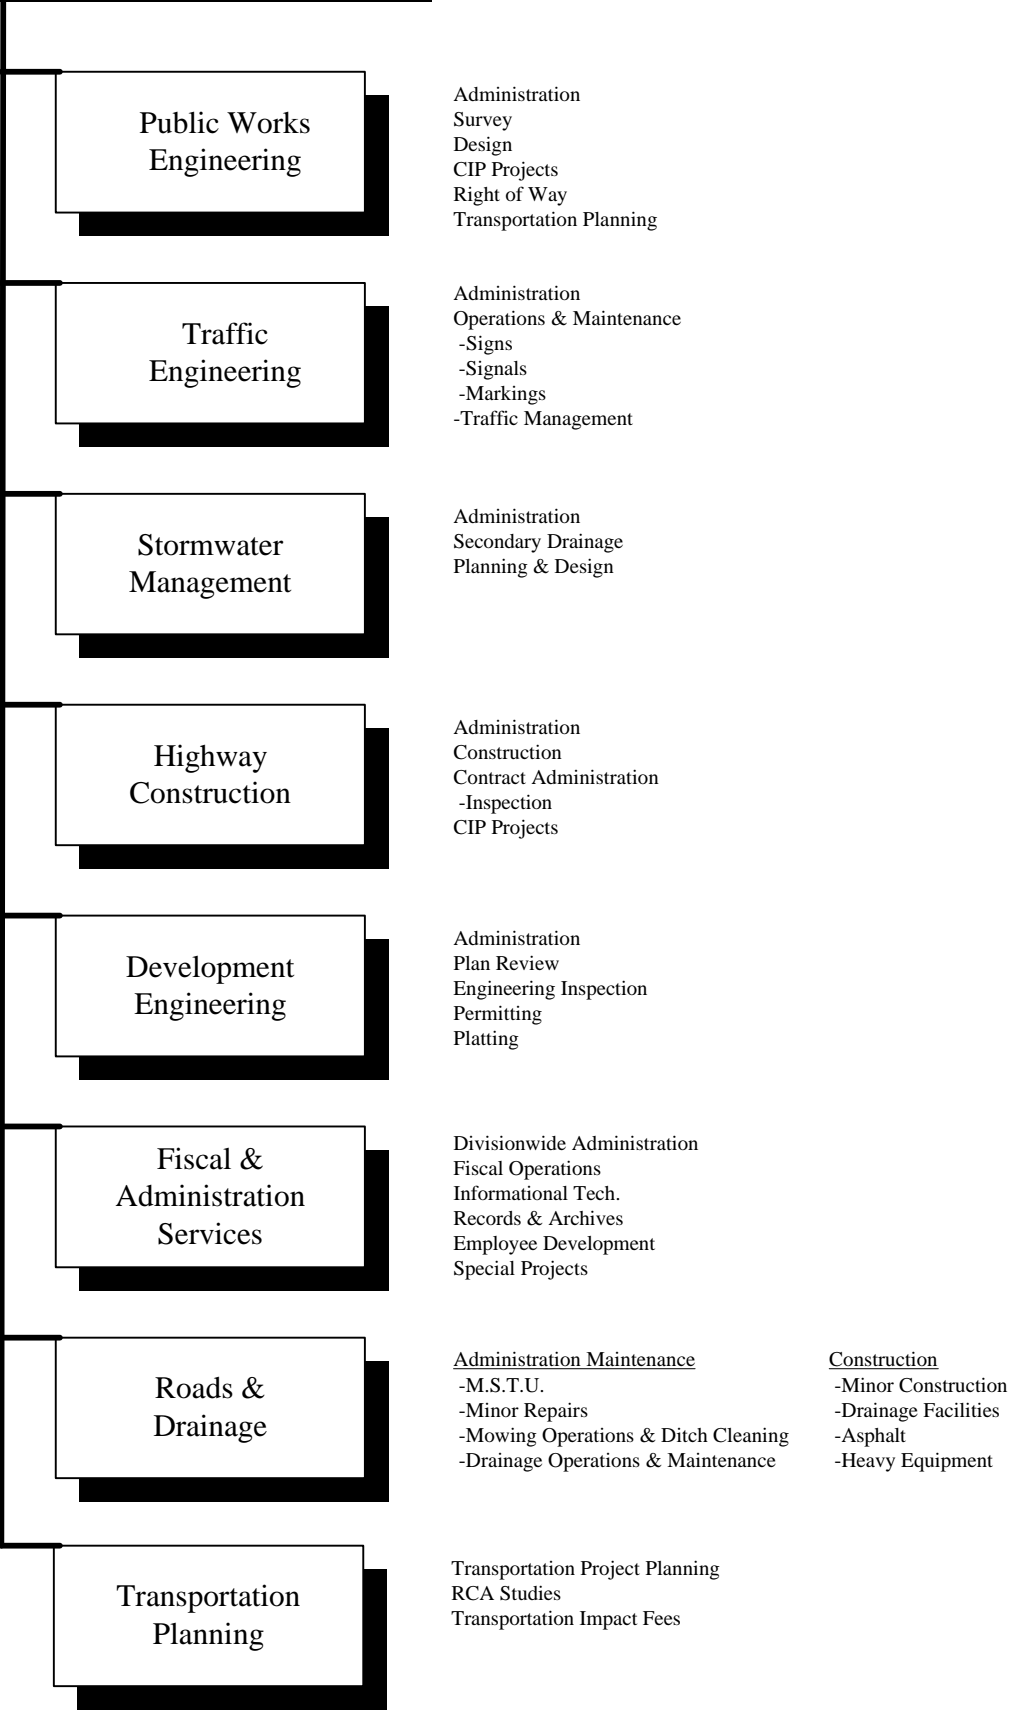 Public Works
Engineering
Administration
Survey
Design
CIP Projects
Right of Way
Transportation Planning
Traffic
Engineering
Administration
Operations & Maintenance
-Signs
-Signals
-Markings
-Traffic Management
Stormwater
Management
Administration
Secondary Drainage
Planning & Design
Highway
Construction
Administration
Construction
Contract Administration
-Inspection
CIP Projects
Development
Engineering
Administration
Plan Review
Engineering Inspection
Permitting
Platting
Fiscal &
Administration
Services
Divisionwide Administration
Fiscal Operations
Informational Tech.
Records & Archives
Employee Development
Special Projects
Roads &
Drainage
Administration Maintenance
-M.S.T.U.
-Minor Repairs
-Mowing Operations & Ditch Cleaning
-Drainage Operations & Maintenance
Construction
-Minor Construction
-Drainage Facilities
-Asphalt
-Heavy Equipment
Transportation
Planning
Transportation Project Planning
RCA Studies
Transportation Impact Fees